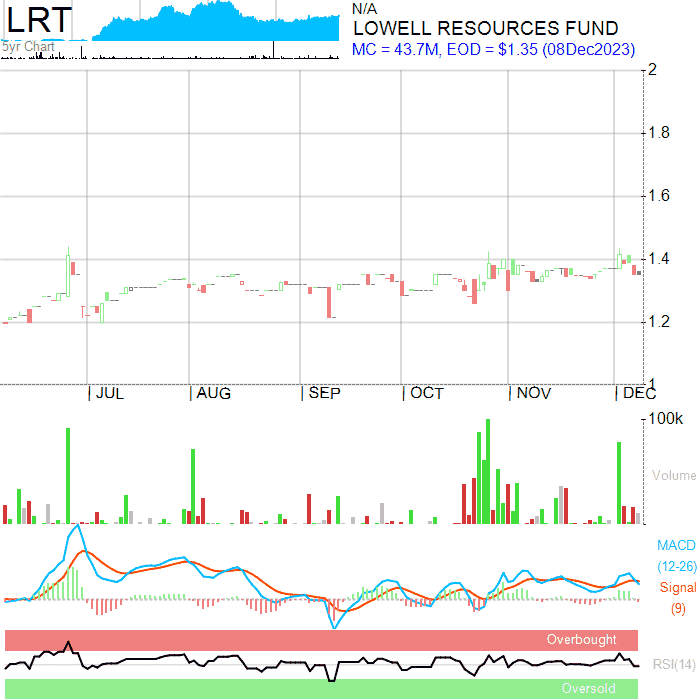 LRT
5yr Chart
N/A
LOWELL RESOURCES FUND
MC = 43.7M, EOD = $1.35 (08Dec2023)
2
1.8
1.6
1.4
1.2
1
JUL AUG SEP OCT NOV DEC
100k
Volume
MACD
(12-26)
Signal
(9)
Overbought
RSI(14)
Oversold